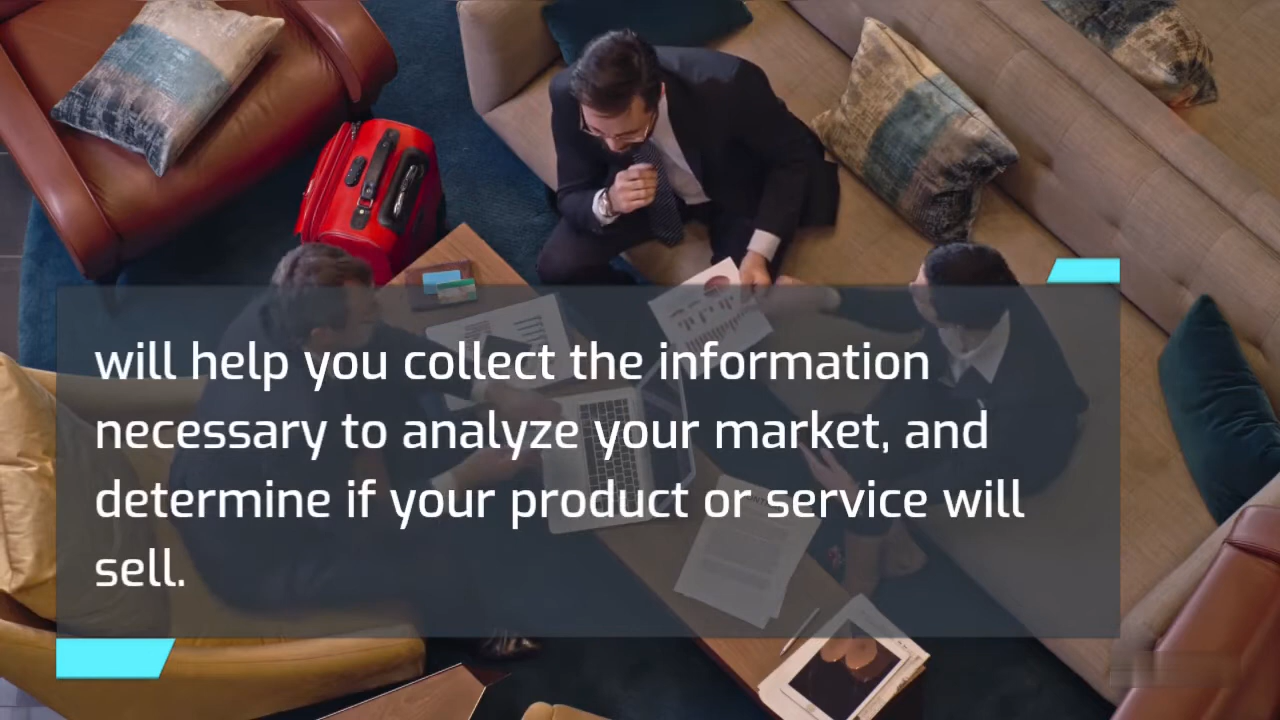 will help you collect the information
necessary to analyze your market, and
determine if your product or service will
sell.